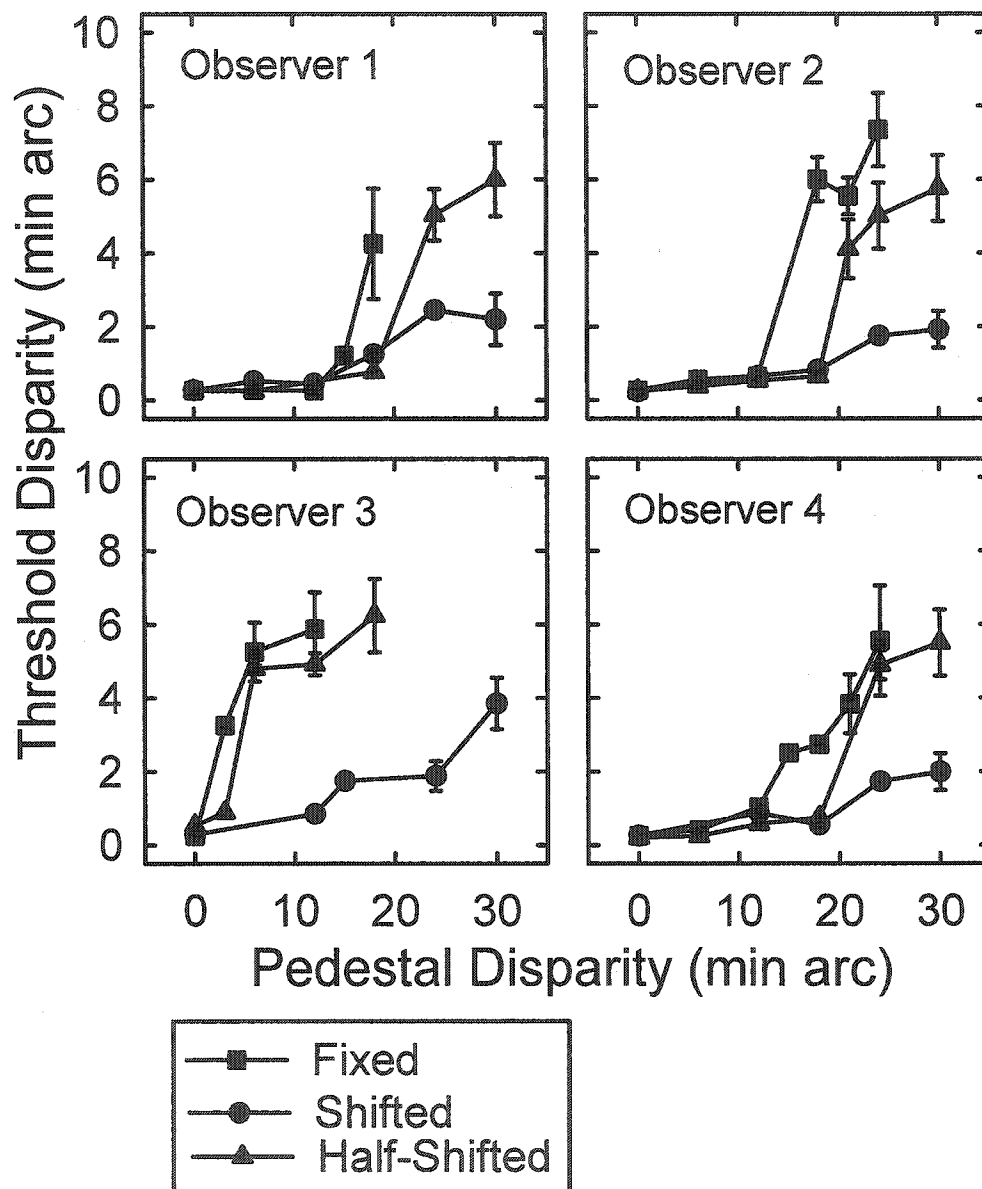 Observer 1
Observer 2
10
8
6
4
2
0
Observer 3
Observer 4
10
8
6
4
2
0
0 10 20 30
0 10 20 30
Threshold Disparity (min arc)
Pedestal Disparity (min arc)
Fixed
Shifted
Half-Shifted